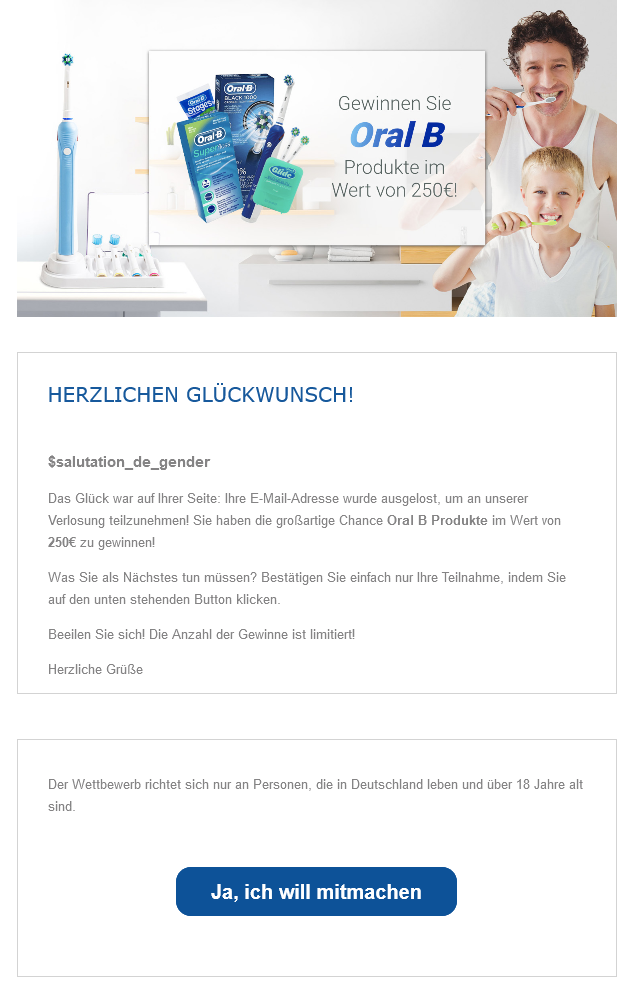 Gewinnen Sie
Oral B
Produkte im
Wert von 250€!
Oral-B
Stages
Oral-B
BLACK 1000
Oral-B
Superfloss
Glide
HERZLICHEN GLÜCKWUNSCH!
$salutation_de_gender
Das Glück war auf Ihrer Seite: Ihre E-Mail-Adresse wurde ausgelost, um an unserer
Verlosung teilzunehmen! Sie haben die großartige Chance Oral B Produkte im Wert von
250€ zu gewinnen!
Was Sie als Nächstes tun müssen? Bestätigen Sie einfach nur Ihre Teilnahme, indem Sie
auf den unten stehenden Button klicken.
Beeilen Sie sich! Die Anzahl der Gewinne ist limitiert!
Herzliche Grüße
Der Wettbewerb richtet sich nur an Personen, die in Deutschland leben und über 18 Jahre alt
sind.
Ja, ich will mitmachen